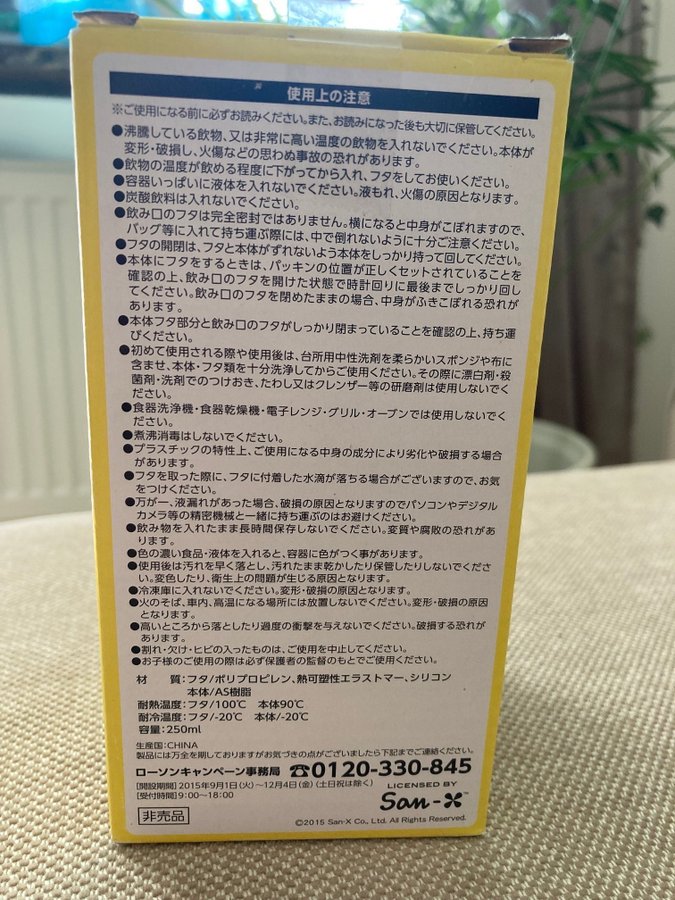 使用上の注意
※ご使用になる前に必ずお読みください。また、お読みになった後も大切に保管してください。
●沸騰している飲物、又は非常に高い温度の飲物を入れないでください。本体が
変形・破損し、火傷などの思わぬ事故の恐れがあります。
●飲物の温度が飲める程度に下がってから入れ、フタをしてお使いください。
●容器いっぱいに液体を入れないでください。液もれ、火傷の原因となります。
●炭酸飲料は入れないでください。
●飲み口のフタは完全密封ではありません。横になると中身がこぼれますので、
バッグ等に入れて持ち運ぶ際には、中で倒れないように十分ご注意ください。
●フタの開閉は、フタと本体がずれないよう本体をしっかり持って回してください。
●本体にフタをするときは、パッキンの位置が正しくセットされていることを
確認の上、飲み口のフタを開けた状態で時計回りに最後までしっかり回し
てください。飲み口のフタを閉めたままの場合、中身がふきこぼれる恐れが
あります。
●本体フタ部分と飲み口のフタがしっかり閉まっていることを確認の上、持ち運
びください。
●初めて使用される際や使用後は、台所用中性洗剤を柔らかいスポンジや布に
含ませ、本体・フタ類を十分洗浄してからご使用ください。その際に漂白剤・殺
菌剤・洗剤でのつけおき、たわし又はクレンザー等の研磨剤は使用しないでく
ださい。
●食器洗浄機・食器乾燥機・電子レンジ・グリル・オーブンでは使用しないでく
ださい。
●煮沸消毒はしないでください。
●プラスチックの特性上、ご使用になる中身の成分により劣化や破損する場合
があります。
●フタを取った際に、フタに付着した水滴が落ちる場合がございますので、お気
をつけください。
●万が一、液漏れがあった場合、破損の原因となりますのでパソコンやデジタル
カメラ等の精密機械と一緒に持ち運ぶのはお避けください。
●飲み物を入れたまま長時間保存しないでください。変質や腐敗の恐れがあ
ります。
●色の濃い食品・液体を入れると、容器に色がつく事があります。
●使用後は汚れを早く落とし、汚れたまま乾かしたり保管したりしないでくださ
い。変色したり、衛生上の問題が生じる原因となります。
●冷凍庫に入れないでください。変形・破損の原因となります。
●火のそば、車内、高温になる場所には放置しないでください。変形・破損の原因
となります。
●高いところから落としたり過度の衝撃を与えないでください。破損する恐れが
あります。
●割れ・欠け・ヒビの入ったものは、ご使用を中止してください。
●お子様のご使用の際は必ず保護者の監督のもとでご使用ください。
材 質:フタ/ポリプロピレン、熱可塑性エラストマー、シリコン
本体/AS樹脂
耐熱温度:フタ/100℃ 本体90℃
耐冷温度:フタ/-20℃ 本体/-20℃
容量:250ml
生産国:CHINA
製品には万全を期しておりますがお気づきの点がございましたら下記までご連絡ください。
ローソンキャンペーン事務局 ☎0120-330-845
[開設期間]2015年9月1日(火)～12月4日(金)(土日祝は除く)
[受付時間]9:00～18:00
LICENSED BY
San-X™
非売品
©2015 San-X Co., Ltd. All Rights Reserved.